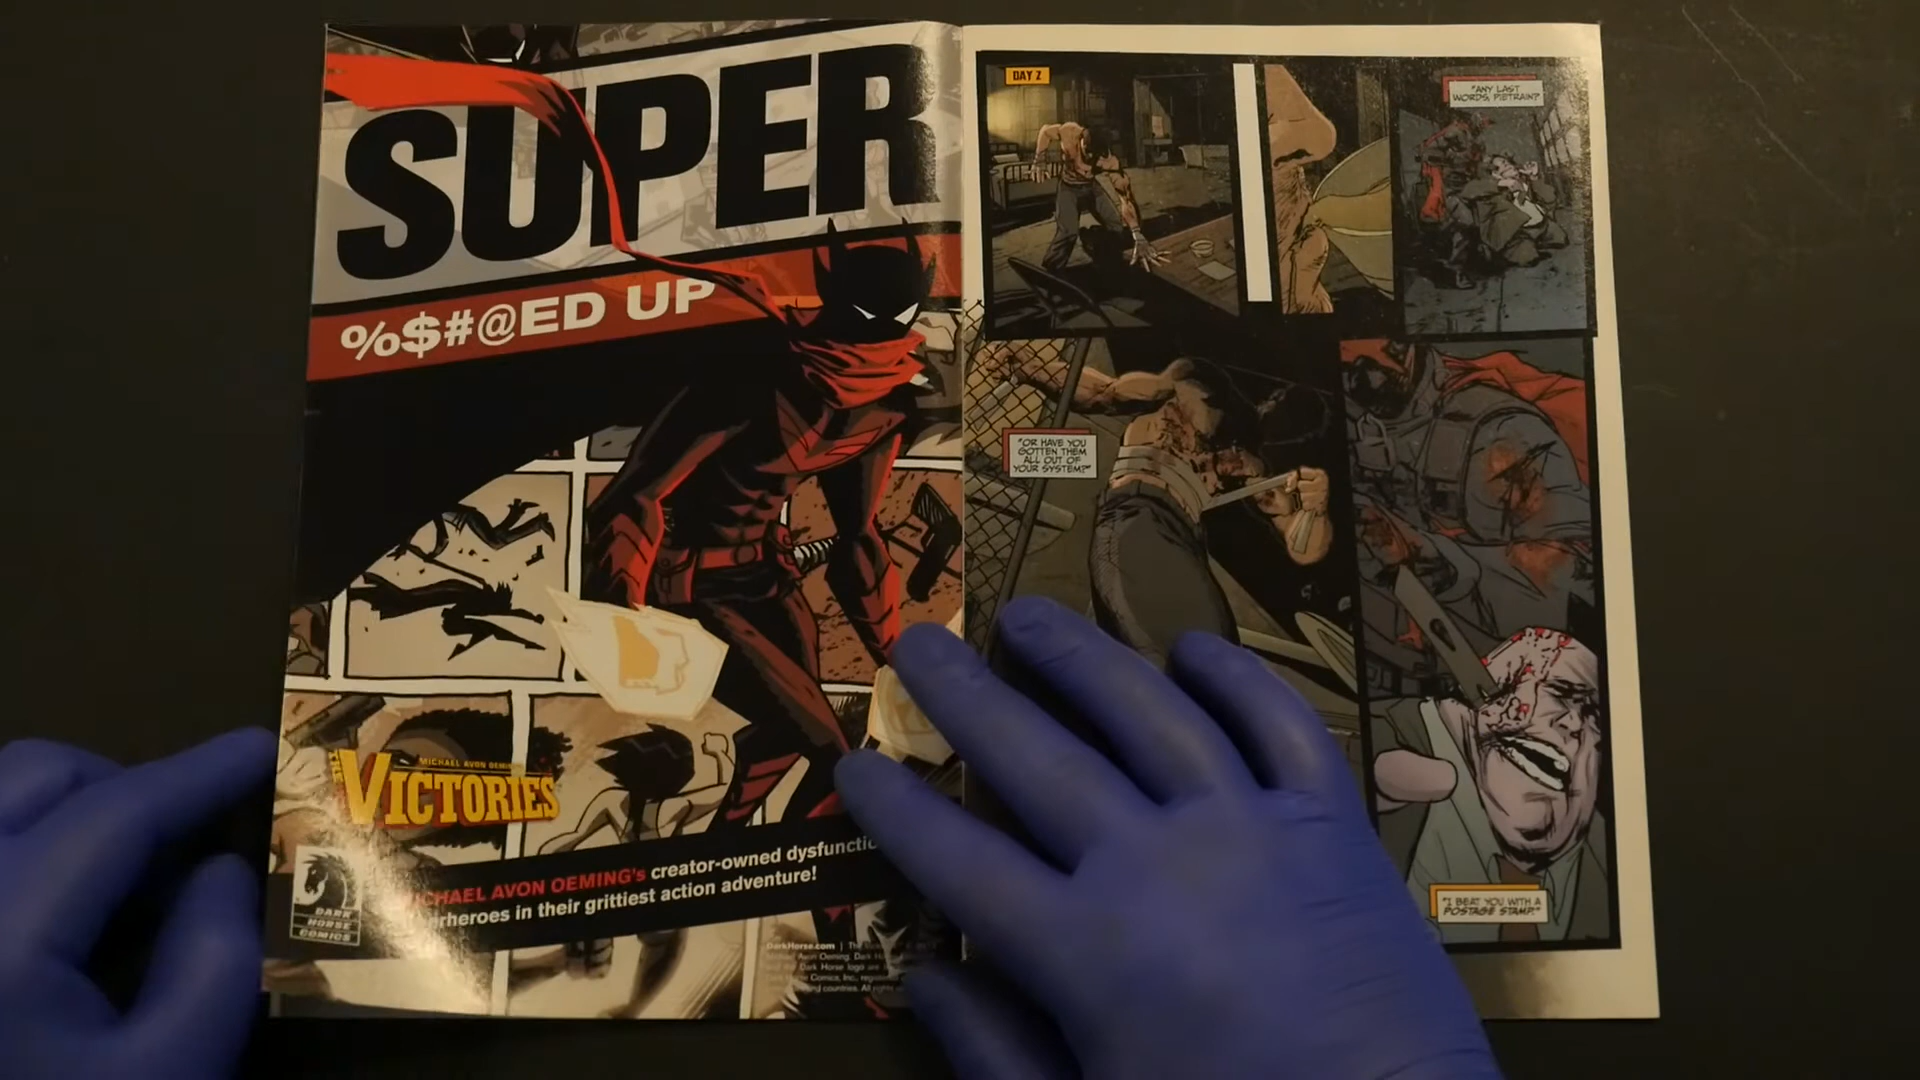 SUPER
%$#@ED UP
MICHAEL AVON OEMING'S
THE
VICTORIES
MICHAEL AVON OEMING's creator-owned
in their grittiest action adventure!
DARK
HORSE
COMICS
DarkHorse.com
DAY 2
"ANY LAST
WORDS, PIETRAIN?
"OR HAVE YOU
GOTTEN THEM
ALL OUT OF
YOUR SYSTEM?"
"I BEAT YOU WITH A
POSTAGE STAMP."